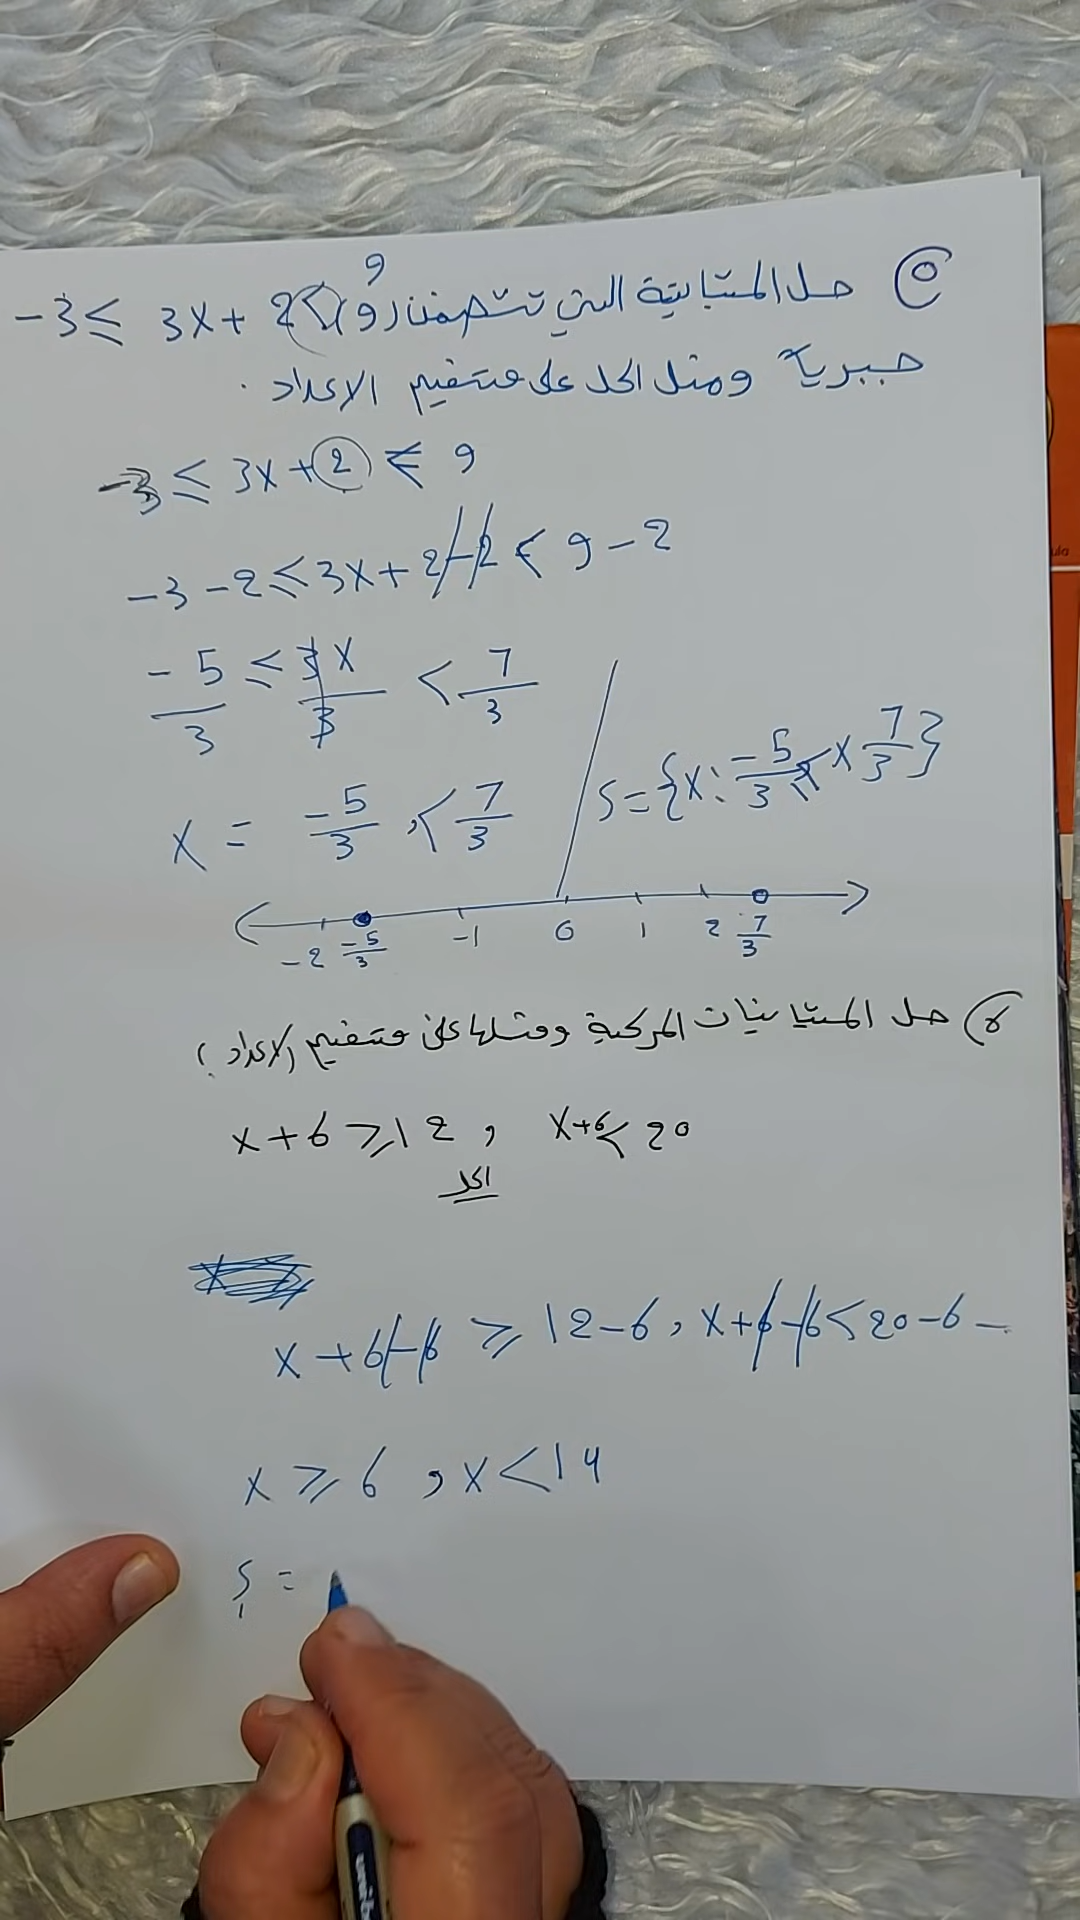 ٥) حل المتباينة التي تتضمن (و) -3 ≤ 3x + 2 < 9
جبرياً ومثل الحل على مستقيم الاعداد .
-3 ≤ 3x + 2 < 9
-3 - 2 ≤ 3x + 2 - 2 < 9 - 2
-5/3 ≤ 3x/3 < 7/3
x = -5/3 , < 7/3
S = {x: -5/3 ≤ x < 7/3}
-2 -5/3 -1 0 1 2 7/3
٦) حل المتباينات المركبة ومثلها على مستقيم الاعداد ؟
x + 6 ≥ 12 , x + 6 < 20
الحل
x + 6 - 6 ≥ 12 - 6 , x + 6 - 6 < 20 - 6
x ≥ 6 , x < 14
S₁ =